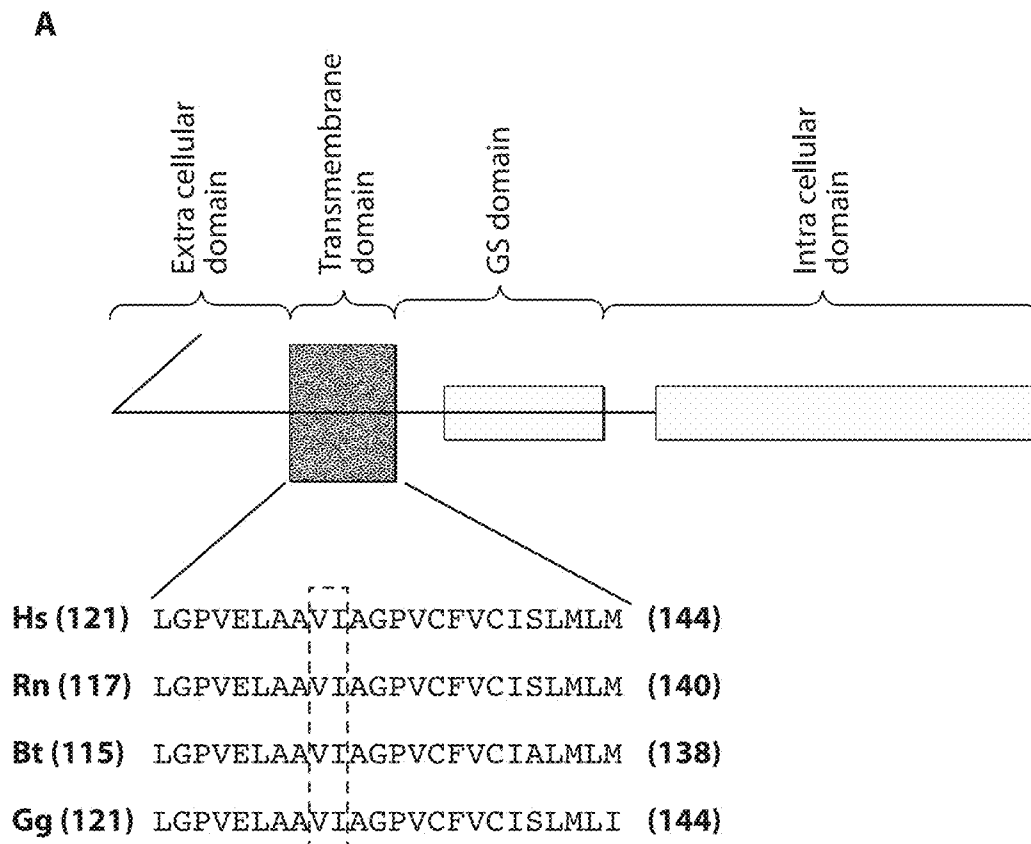 A
Extra cellular
domain
Transmembrane
domain
GS domain
Intra cellular
domain
Hs (121) LGPVELAAVIAGPVCFVCISLMLM (144)
Rn (117) LGPVELAAVIAGPVCFVCISLMLM (140)
Bt (115) LGPVELAAVIAGPVCFVCIALMLM (138)
Gg (121) LGPVELAAVIAGPVCFVCISLMLI (144)